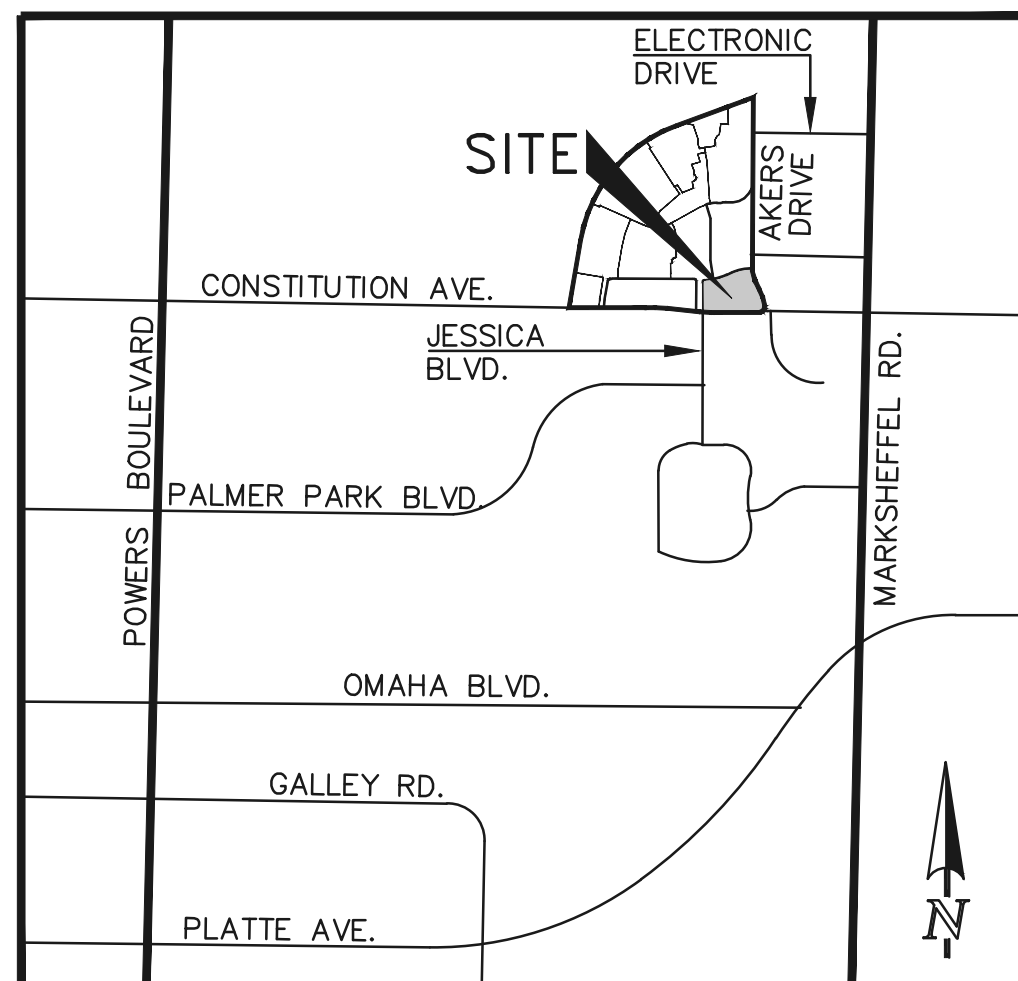 ELECTRONIC
DRIVE
SITE
AKERS
DRIVE
CONSTITUTION AVE.
JESSICA
BLVD.
POWERS BOULEVARD
MARKSHEFFEL RD.
PALMER PARK BLVD.
OMAHA BLVD.
GALLEY RD.
PLATTE AVE.
N